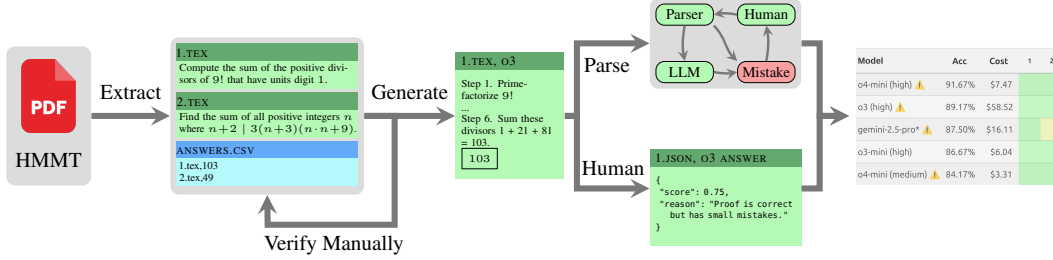 PDF
HMMT
Extract
1.TEX
Compute the sum of the positive divi-
sors of 9! that have units digit 1.
2.TEX
Find the sum of all positive integers n
where n+2 | 3(n+3)(n·n+9).
ANSWERS.CSV
1.tex,103
2.tex,49
Verify Manually
Generate
1.TEX, O3
Step 1. Prime-
factorize 9!
...
Step 6. Sum these
divisors 1 + 21 + 81
= 103.
103
Parse
Parser
Human
LLM
Mistake
Human
1.JSON, O3 ANSWER
{
"score": 0.75,
"reason": "Proof is correct
but has small mistakes."
}
Model Acc Cost 1 2
o4-mini (high) ⚠️ 91.67% $7.47
o3 (high) ⚠️ 89.17% $58.52
gemini-2.5-pro* ⚠️ 87.50% $16.11
o3-mini (high) 86.67% $6.04
o4-mini (medium) ⚠️ 84.17% $3.31